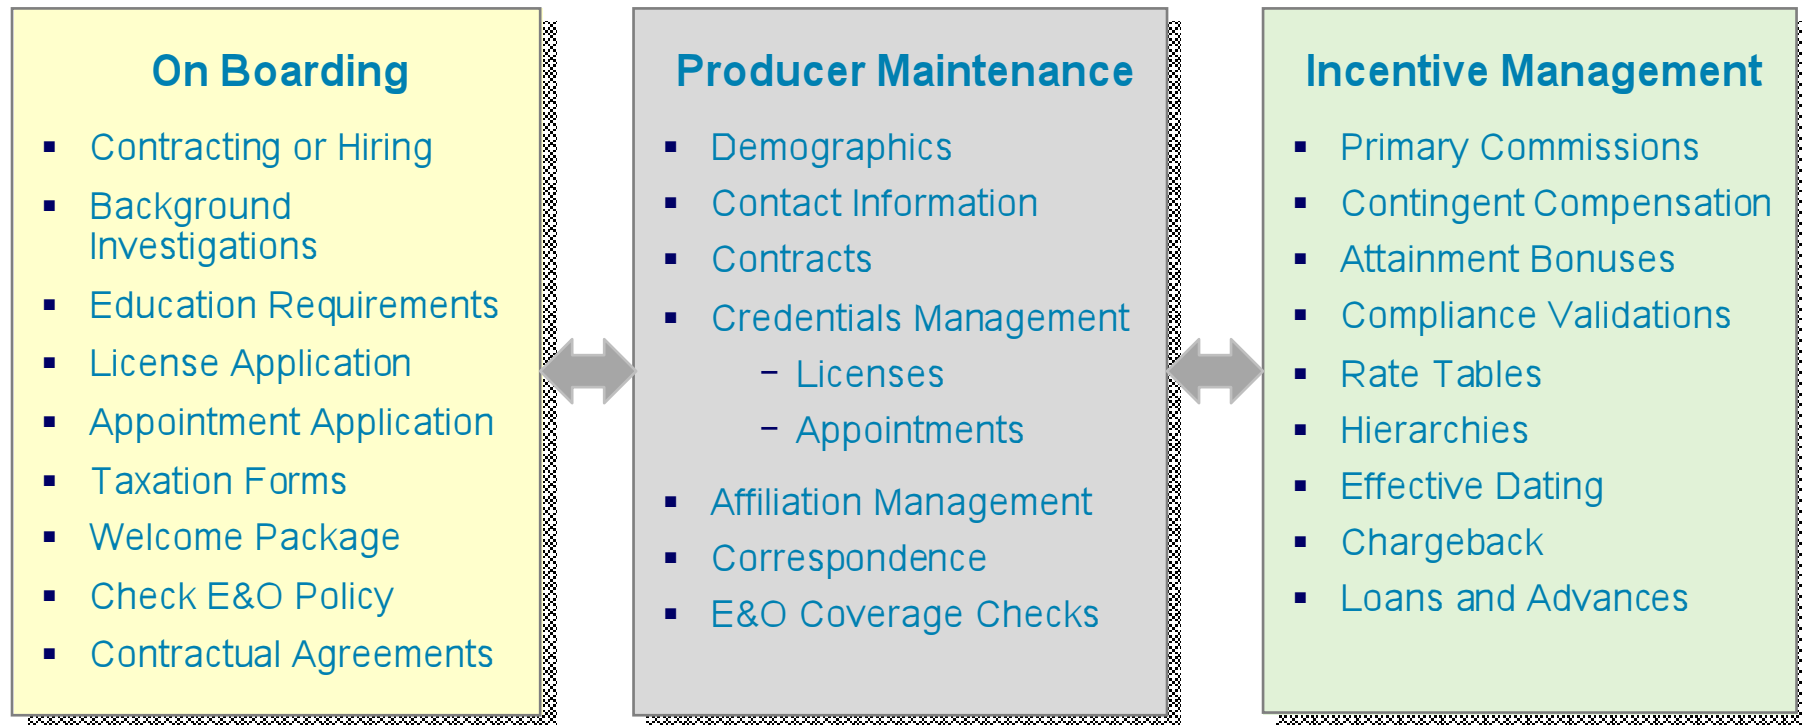 On Boarding
▪ Contracting or Hiring
▪ Background
Investigations
▪ Education Requirements
▪ License Application
▪ Appointment Application
▪ Taxation Forms
▪ Welcome Package
▪ Check E&O Policy
▪ Contractual Agreements
Producer Maintenance
▪ Demographics
▪ Contact Information
▪ Contracts
▪ Credentials Management
– Licenses
– Appointments
▪ Affiliation Management
▪ Correspondence
▪ E&O Coverage Checks
Incentive Management
▪ Primary Commissions
▪ Contingent Compensation
▪ Attainment Bonuses
▪ Compliance Validations
▪ Rate Tables
▪ Hierarchies
▪ Effective Dating
▪ Chargeback
▪ Loans and Advances